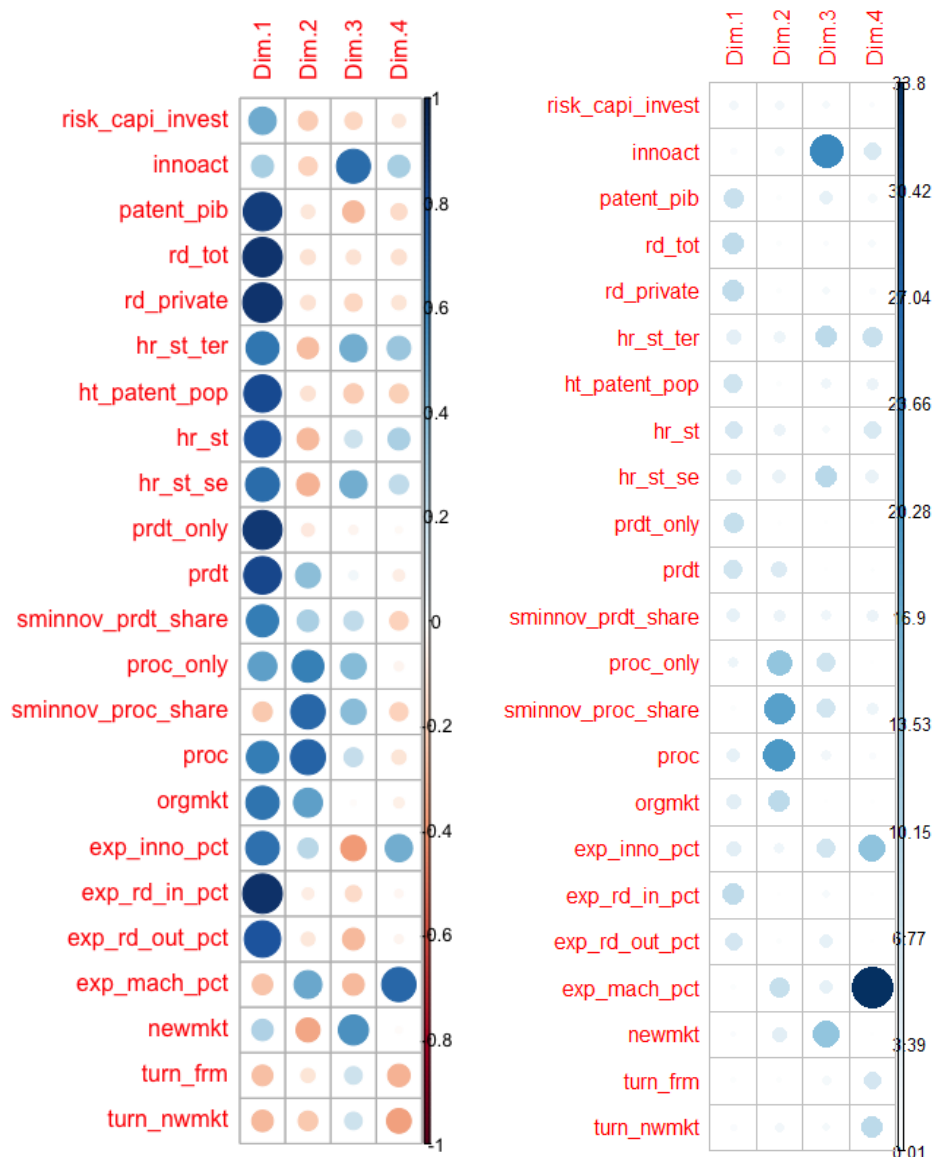 Dim.1 Dim.2 Dim.3 Dim.4
1
risk_capi_invest
innoact
patent_pib
0.8
rd_tot
rd_private
0.6
hr_st_ter
ht_patent_pop
0.4
hr_st
hr_st_se
0.2
prdt_only
prdt
sminnov_prdt_share
0
proc_only
sminnov_proc_share
-0.2
proc
orgmkt
-0.4
exp_inno_pct
exp_rd_in_pct
exp_rd_out_pct
-0.6
exp_mach_pct
newmkt
-0.8
turn_frm
turn_nwmkt
-1
Dim.1 Dim.2 Dim.3 Dim.4
33.8
risk_capi_invest
innoact
patent_pib
30.42
rd_tot
rd_private
27.04
hr_st_ter
ht_patent_pop
23.66
hr_st
hr_st_se
20.28
prdt_only
prdt
sminnov_prdt_share
16.9
proc_only
sminnov_proc_share
13.53
proc
orgmkt
10.15
exp_inno_pct
exp_rd_in_pct
exp_rd_out_pct
6.77
exp_mach_pct
newmkt
3.39
turn_frm
turn_nwmkt
0.01